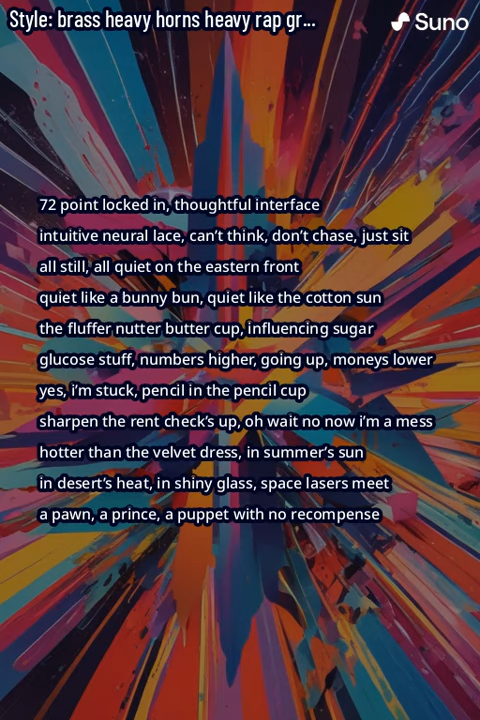 Style: brass heavy horns heavy rap gr...
Suno
72 point locked in, thoughtful interface
intuitive neural lace, can't think, don't chase, just sit
all still, all quiet on the eastern front
quiet like a bunny bun, quiet like the cotton sun
the fluffer nutter butter cup, influencing sugar
glucose stuff, numbers higher, going up, moneys lower
yes, i'm stuck, pencil in the pencil cup
sharpen the rent check's up, oh wait no now i'm a mess
hotter than the velvet dress, in summer's sun
in desert's heat, in shiny glass, space lasers meet
a pawn, a prince, a puppet with no recompense